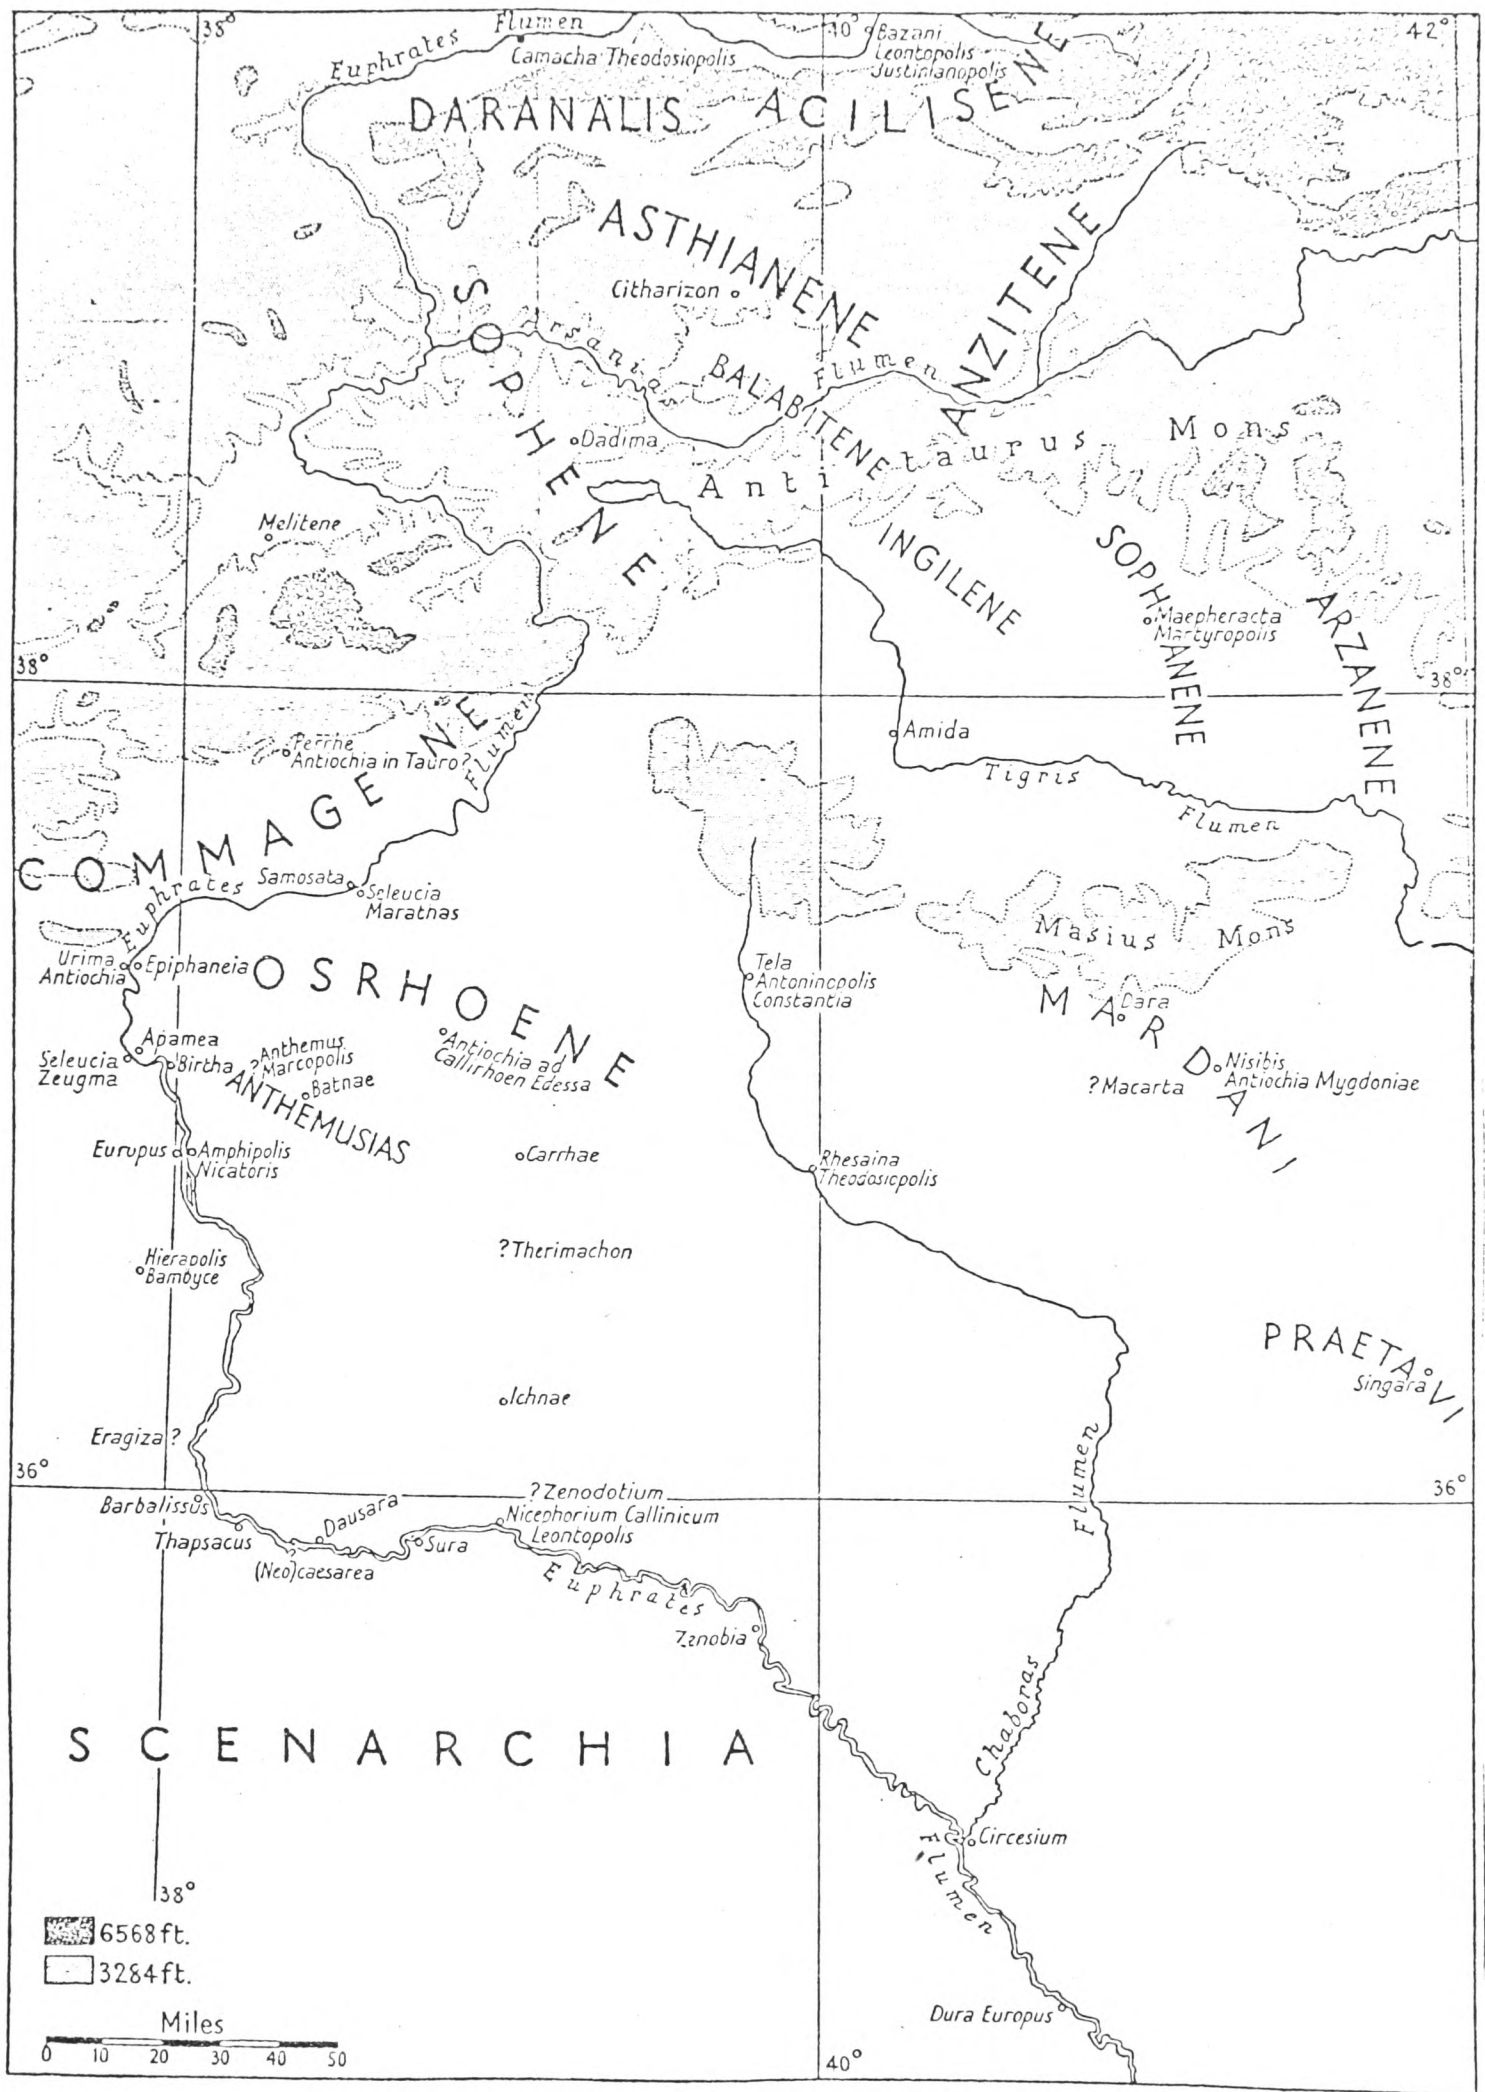 38°
Euphrates Flumen
40°
42°
Camacha Theodosiopolis
Bazani
Leontopolis
Justinianopolis
DARANALIS
ACILISENE
ASTHIANENE
ANZITENE
Citharizon
SOPHENE
Arsanias Flumen
BALABITENE
Dadima
Antitaurus Mons
Melitene
INGILENE
SOPHANENE
ARZANENE
Maepheracta
Martyropolis
38°
38°
Perrhe
Antiochia in Tauro?
Amida
Tigris Flumen
COMMAGENE
Euphrates Flumen
Samosata
Seleucia
Maratnas
Masius Mons
Urima
Antiochia
Epiphaneia
OSRHOENE
Tela
Antoninopolis
Constantia
MARDANI
Dara
Apamea
Seleucia
Zeugma
Birtha
?Anthemus
Marcopolis
Batnae
ANTHEMUSIAS
Antiochia ad
Callirhoen Edessa
Nisibis
Antiochia Mygdoniae
?Macarta
Europus
Amphipolis
Nicatoris
Carrhae
Rhesaina
Theodosiopolis
Hierapolis
Bambyce
?Therimachon
PRAETAVI
Singara
Ichnae
Eragiza?
36°
36°
?Zenodotium
Barbalissus
Thapsacus
Dausara
(Neo)caesarea
Sura
Nicephorium Callinicum
Leontopolis
Euphrates Flumen
Zenobia
Chaboras Flumen
SCENARCHIA
Circesium
38°
6568ft.
3284ft.
Miles
0 10 20 30 40 50
Dura Europus
40°